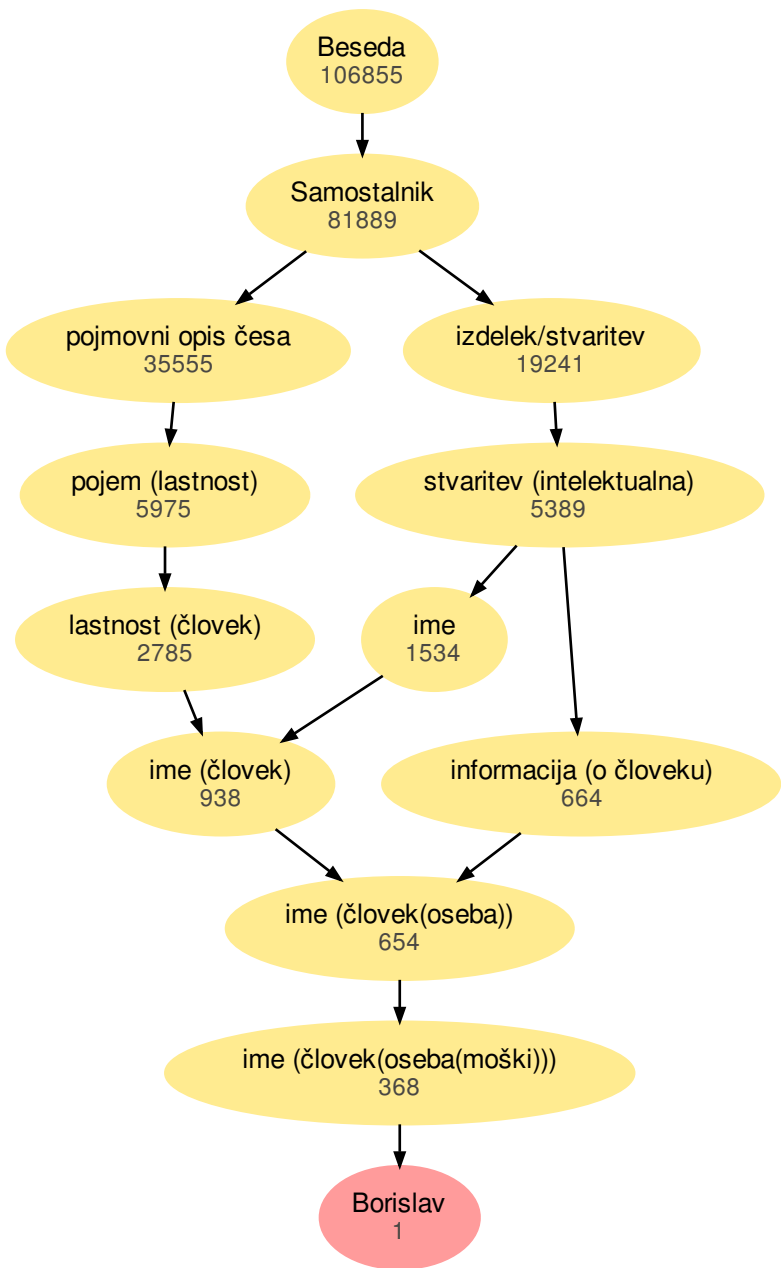 Beseda
106855
Samostalnik
81889
pojmovni opis česa
35555
izdelek/stvaritev
19241
pojem (lastnost)
5975
stvaritev (intelektualna)
5389
lastnost (človek)
2785
ime
1534
ime (človek)
938
informacija (o človeku)
664
ime (človek(oseba))
654
ime (človek(oseba(moški)))
368
Borislav
1